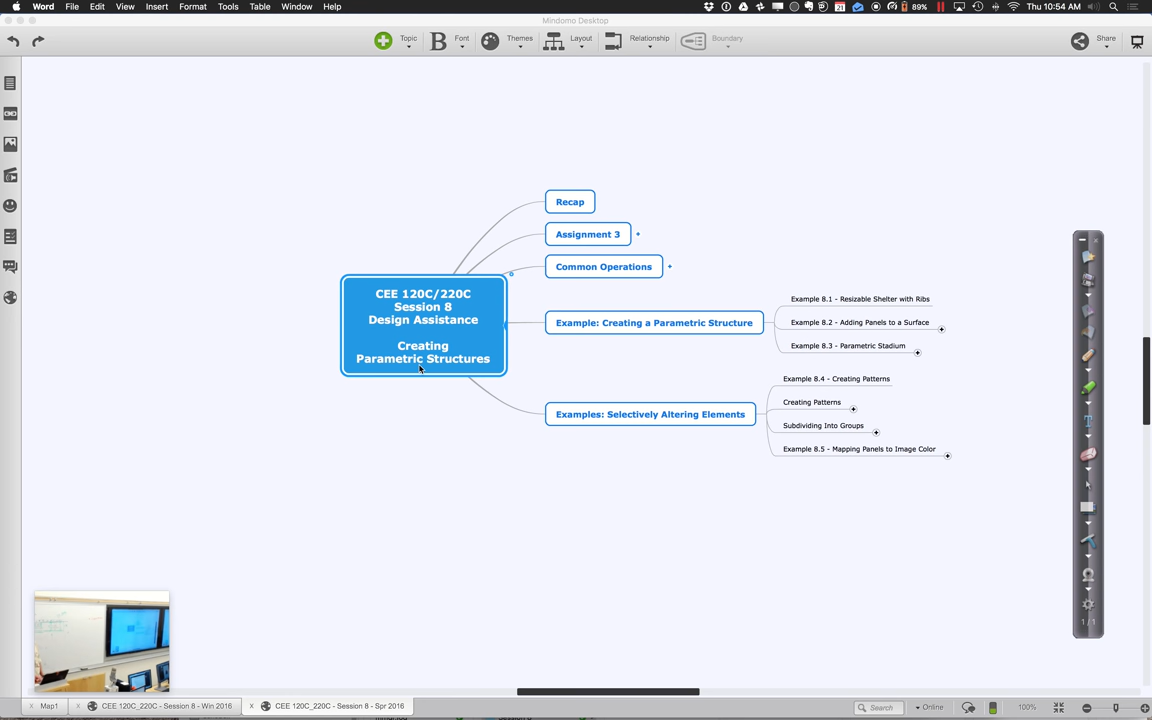 Word File Edit View Insert Format Tools Table Window Help
21 89% Thu 10:54 AM
Mindomo Desktop
Topic Font Themes Layout Relationship Boundary Share
Recap
Assignment 3
Common Operations
CEE 120C/220C
Session 8
Design Assistance
Creating
Parametric Structures
Example: Creating a Parametric Structure
Example 8.1 - Resizable Shelter with Ribs
Example 8.2 - Adding Panels to a Surface
Example 8.3 - Parametric Stadium
Examples: Selectively Altering Elements
Example 8.4 - Creating Patterns
Creating Patterns
Subdividing Into Groups
Example 8.5 - Mapping Panels to Image Color
1 / 1
x Map1 x CEE 120C_220C - Session 8 - Win 2016 x CEE 120C_220C - Session 8 - Spr 2016
Search Online 100%